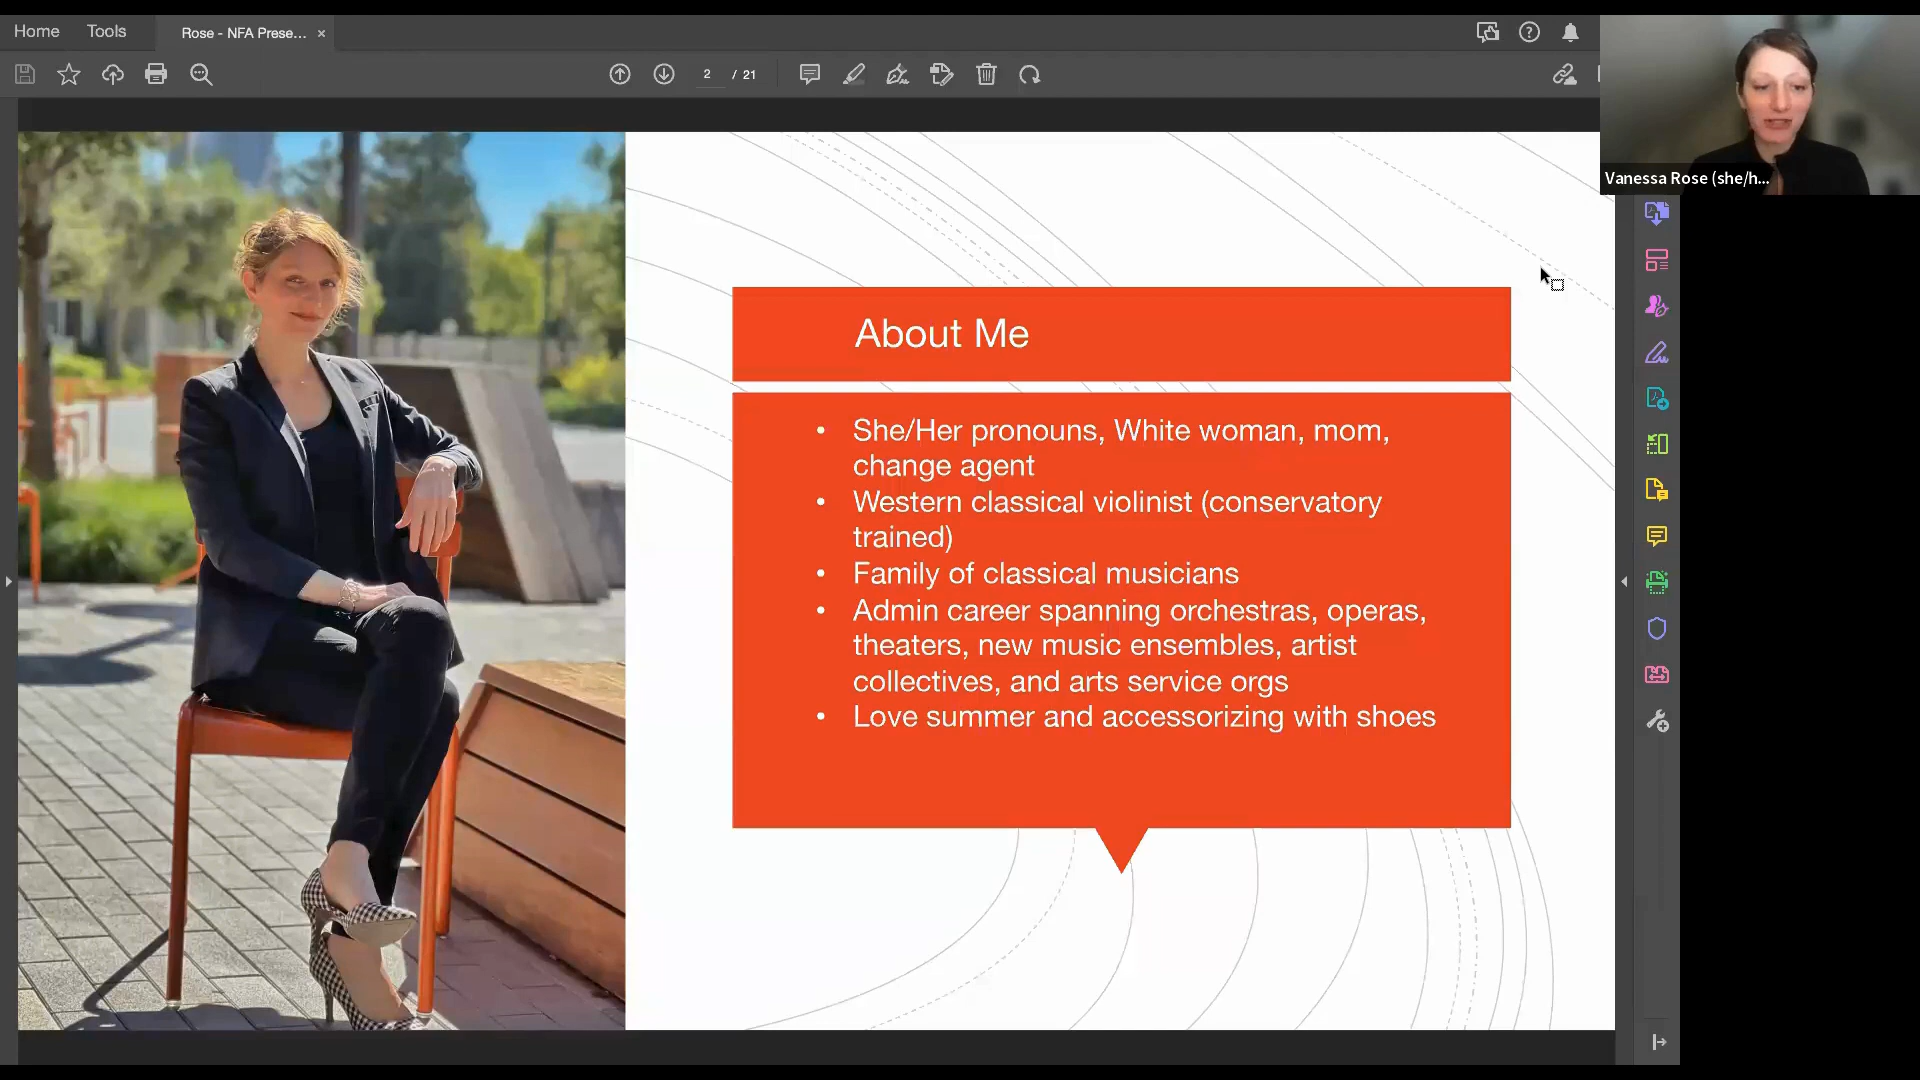 Home
Tools
Rose - NFA Prese...
2 / 21
Vanessa Rose (she/h...
About Me
• She/Her pronouns, White woman, mom,
change agent
• Western classical violinist (conservatory
trained)
• Family of classical musicians
• Admin career spanning orchestras, operas,
theaters, new music ensembles, artist
collectives, and arts service orgs
• Love summer and accessorizing with shoes